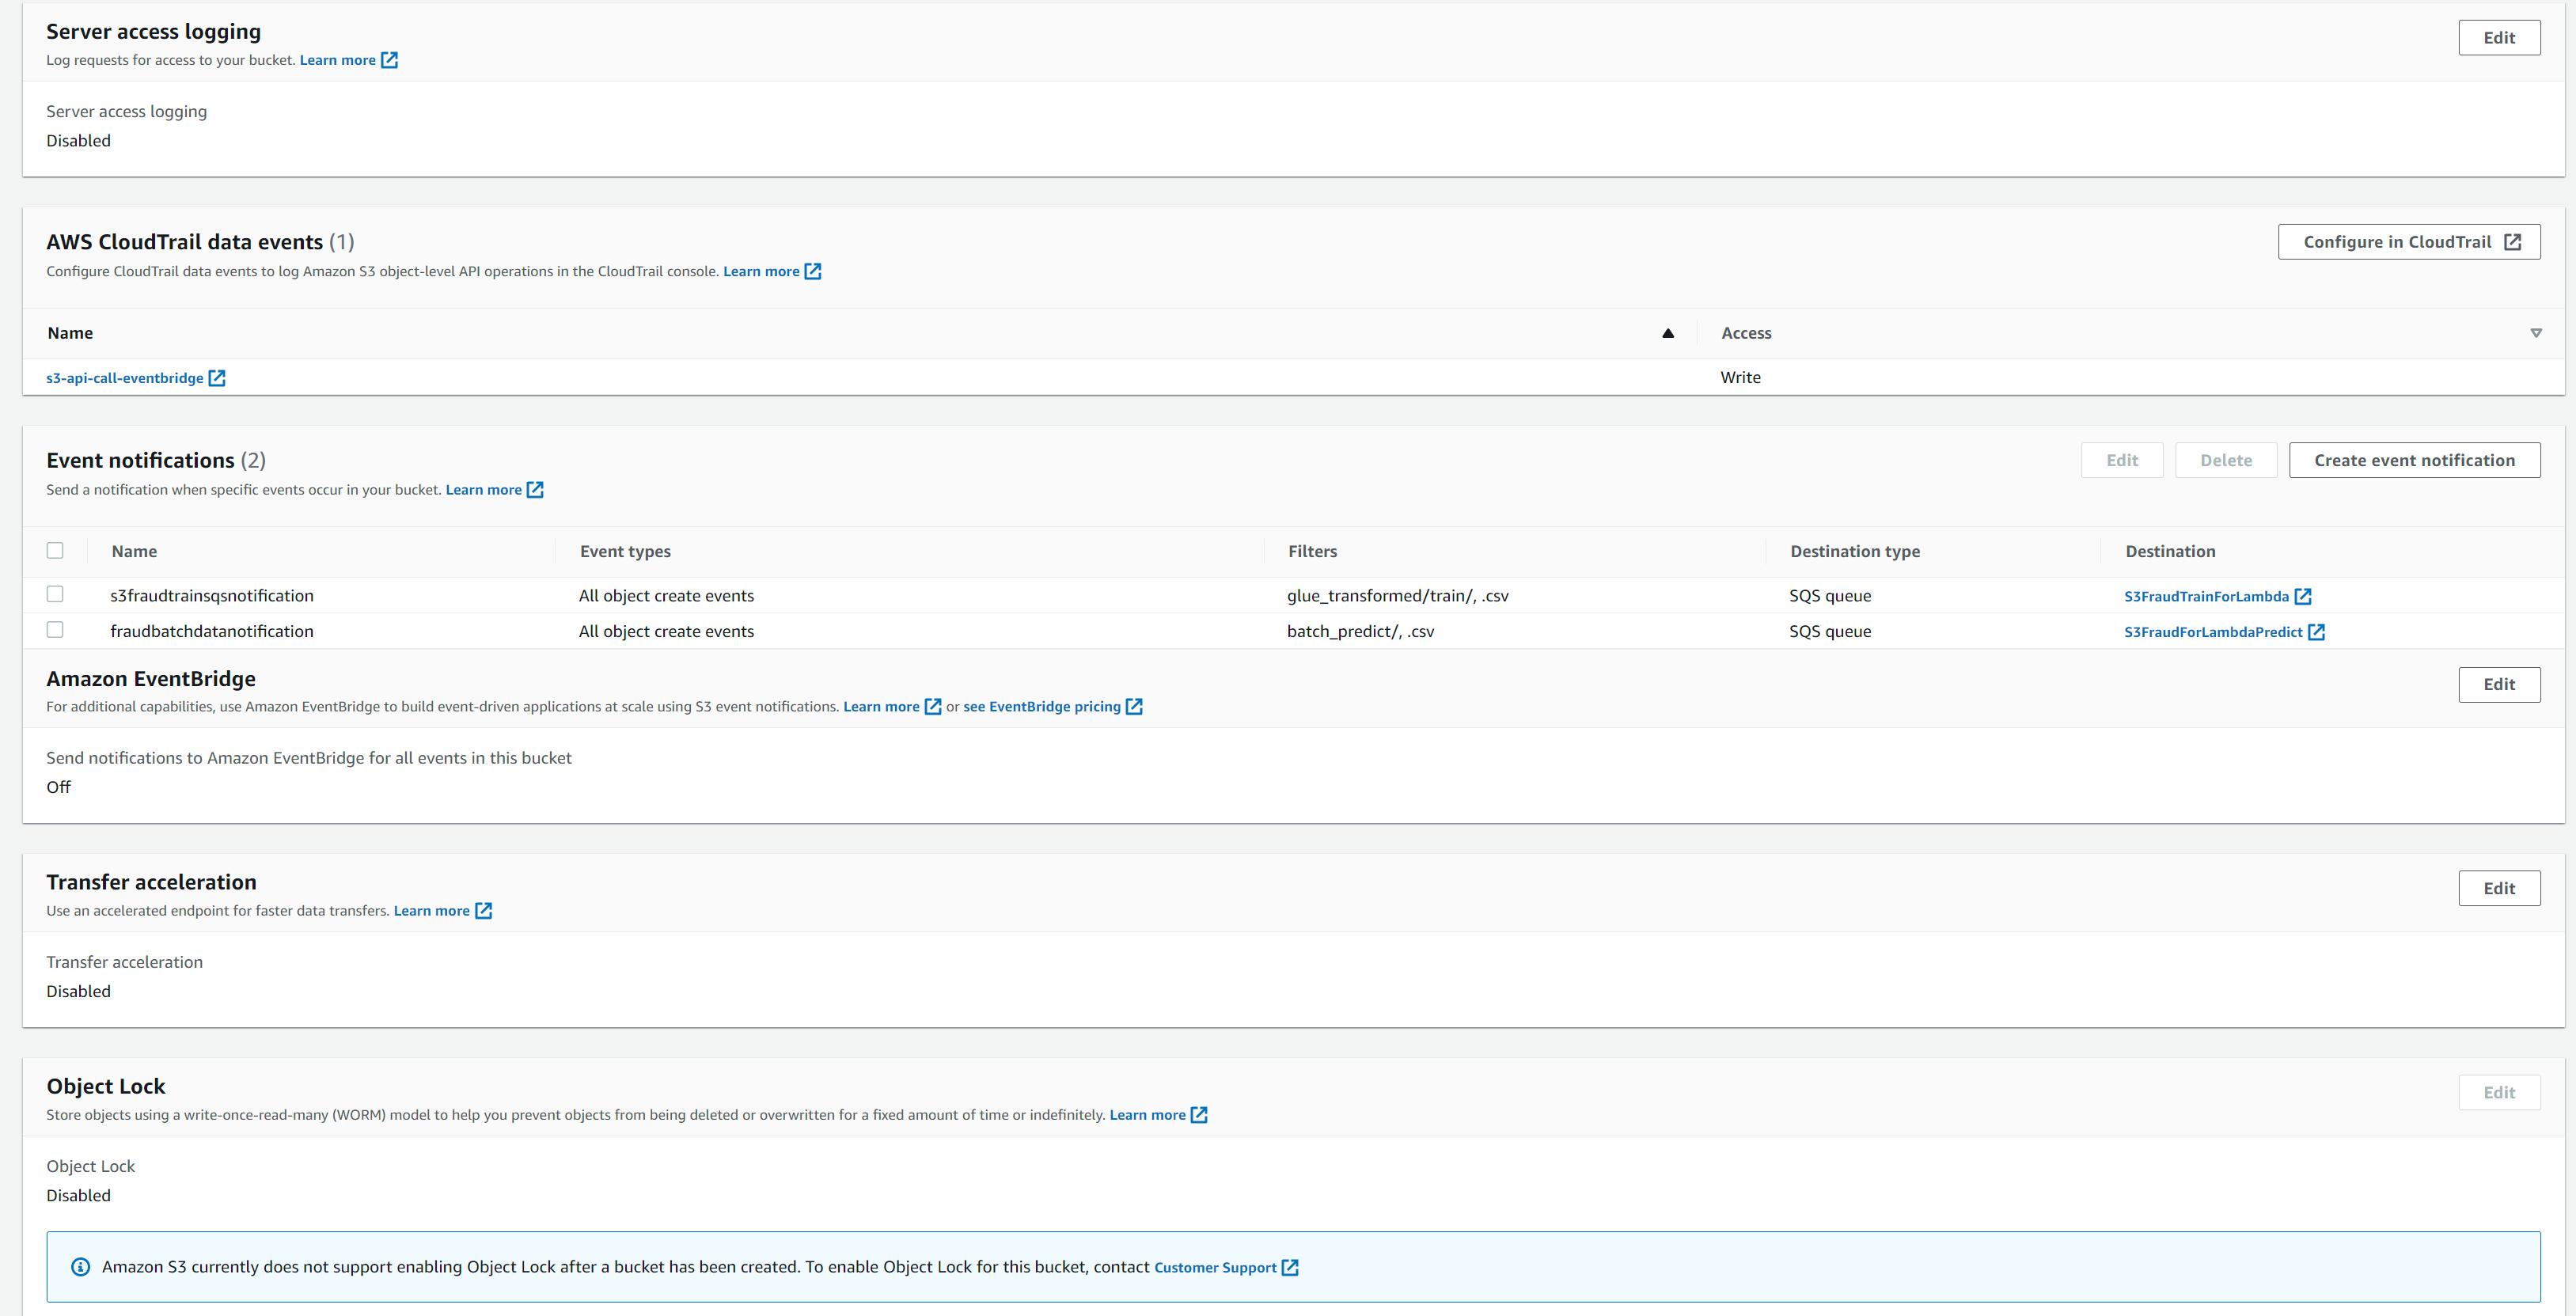 Server access logging
Edit
Log requests for access to your bucket. Learn more
Server access logging
Disabled
AWS CloudTrail data events (1)
Configure in CloudTrail
Configure CloudTrail data events to log Amazon S3 object-level API operations in the CloudTrail console. Learn more
Name Access
s3-api-call-eventbridge Write
Event notifications (2)
Edit Delete Create event notification
Send a notification when specific events occur in your bucket. Learn more
Name Event types Filters Destination type Destination
s3fraudtrainsqsnotification All object create events glue_transformed/train/, .csv SQS queue S3FraudTrainForLambda
fraudbatchdatanotification All object create events batch_predict/, .csv SQS queue S3FraudForLambdaPredict
Amazon EventBridge
Edit
For additional capabilities, use Amazon EventBridge to build event-driven applications at scale using S3 event notifications. Learn more or see EventBridge pricing
Send notifications to Amazon EventBridge for all events in this bucket
Off
Transfer acceleration
Edit
Use an accelerated endpoint for faster data transfers. Learn more
Transfer acceleration
Disabled
Object Lock
Edit
Store objects using a write-once-read-many (WORM) model to help you prevent objects from being deleted or overwritten for a fixed amount of time or indefinitely. Learn more
Object Lock
Disabled
Amazon S3 currently does not support enabling Object Lock after a bucket has been created. To enable Object Lock for this bucket, contact Customer Support